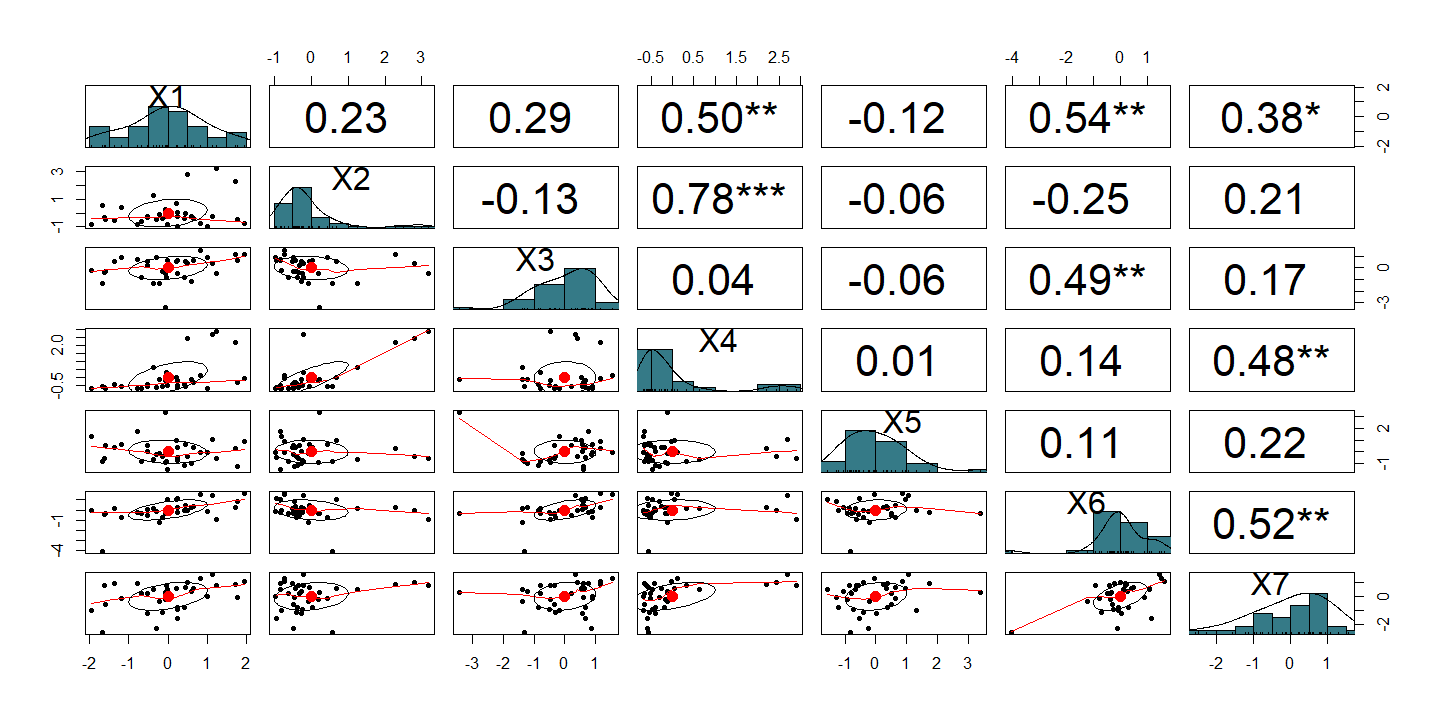 -1 0 1 2 3 -0.5 0.5 1.5 2.5 -4 -2 0 1
X1 0.23 0.29 0.50** -0.12 0.54** 0.38* -2 0 2
-1 1 3 X2 -0.13 0.78*** -0.06 -0.25 0.21
X3 0.04 -0.06 0.49** 0.17 -3 0
-0.5 2.0 X4 0.01 0.14 0.48**
X5 0.11 0.22 -1 2
-4 -1 X6 0.52**
X7 -2 0
-2 -1 0 1 2 -3 -2 -1 0 1 -1 0 1 2 3 -2 -1 0 1